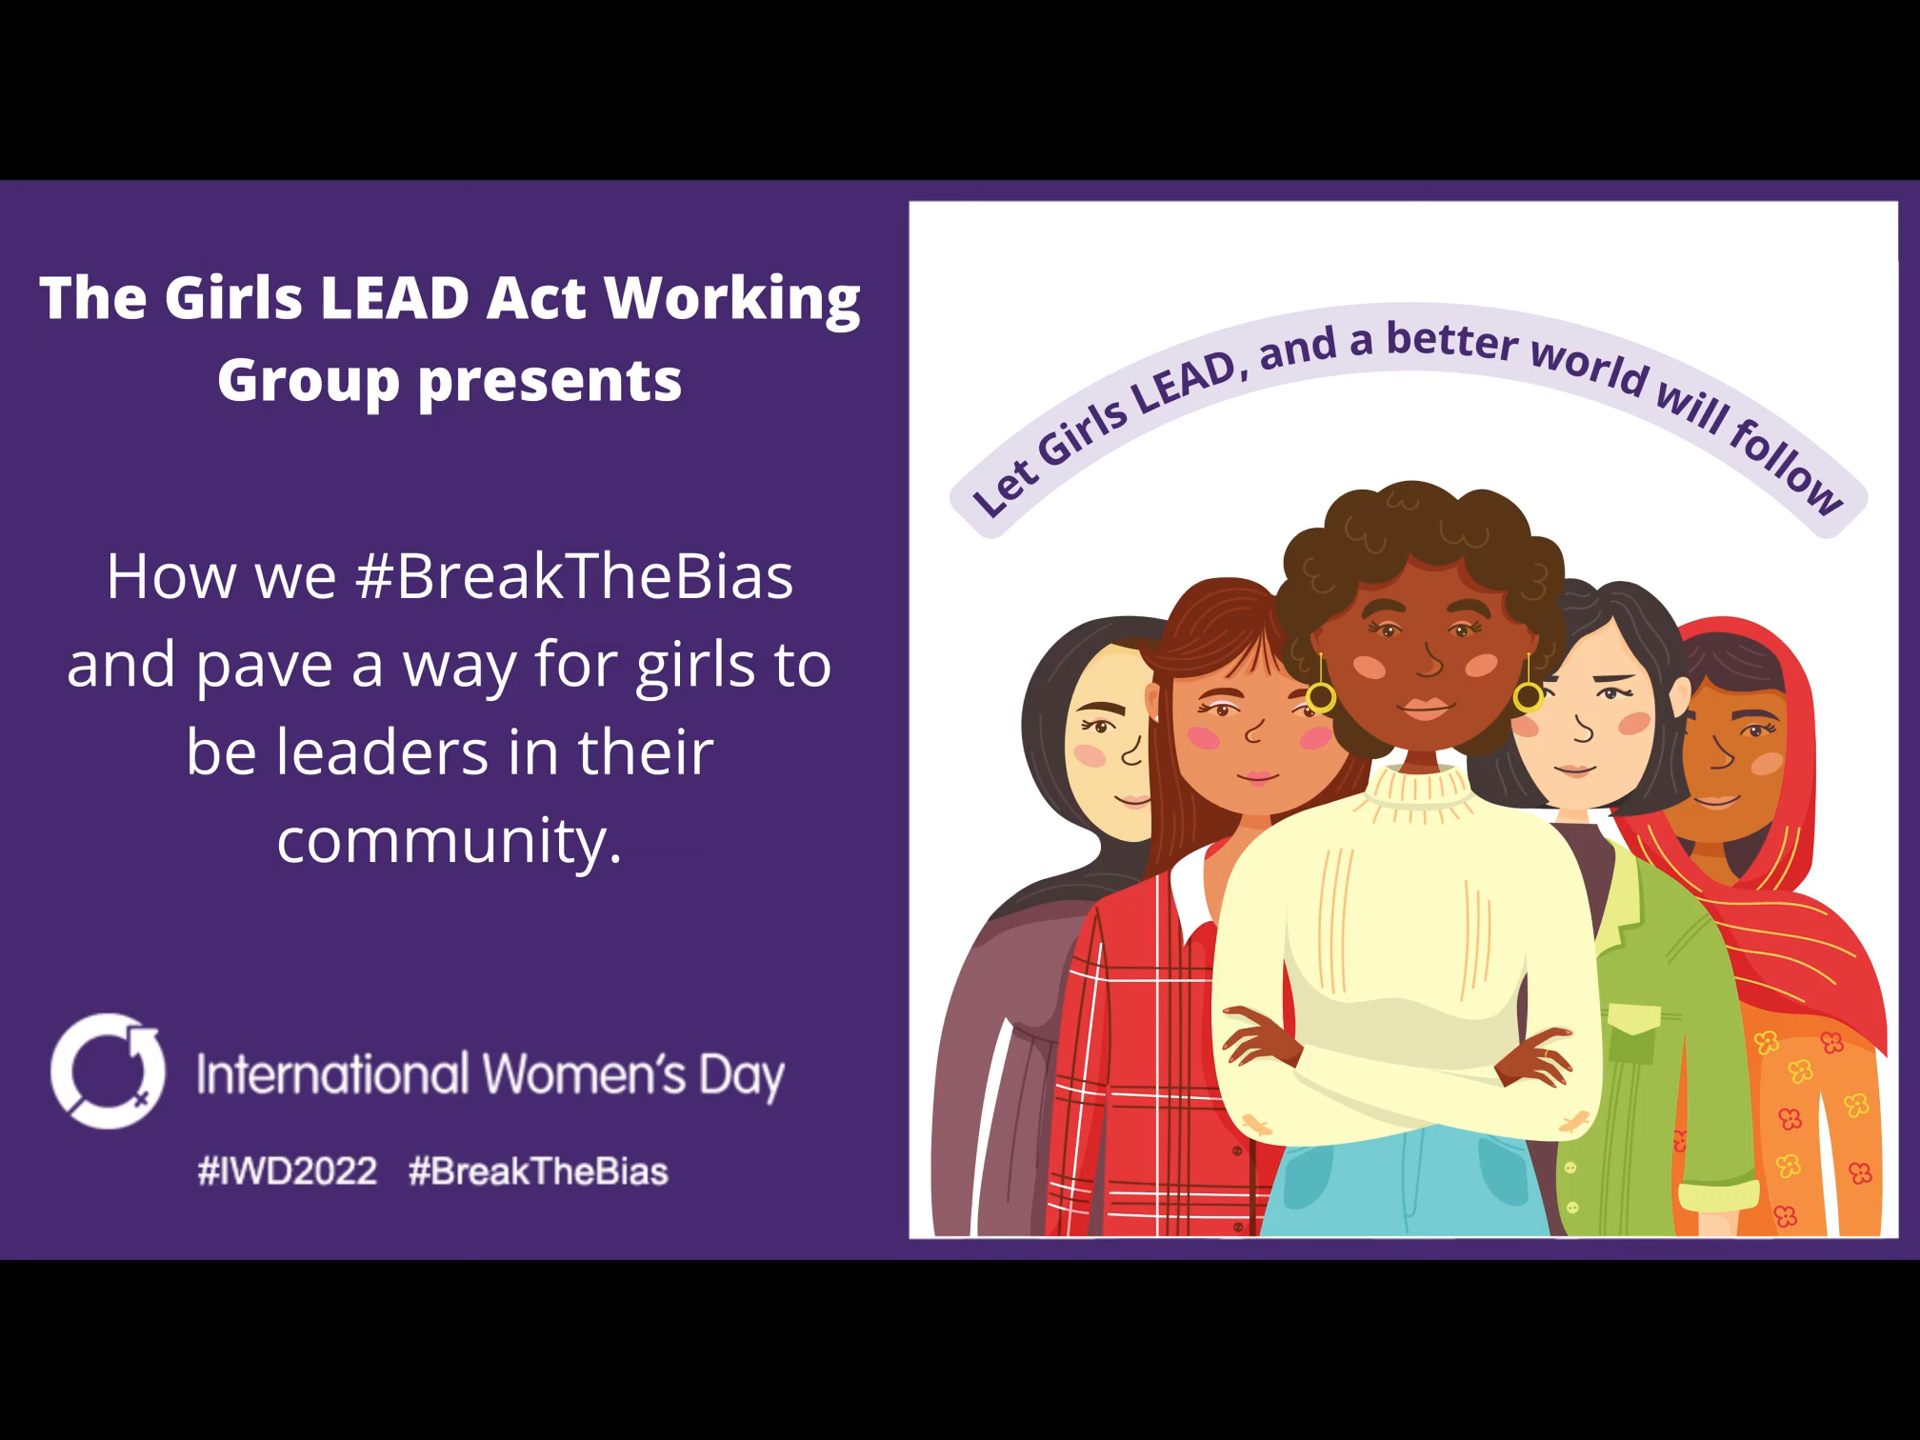 The Girls LEAD Act Working
Group presents
How we #BreakTheBias
and pave a way for girls to
be leaders in their
community.
International Women's Day
#IWD2022 #BreakTheBias
Let Girls LEAD, and a better world will follow